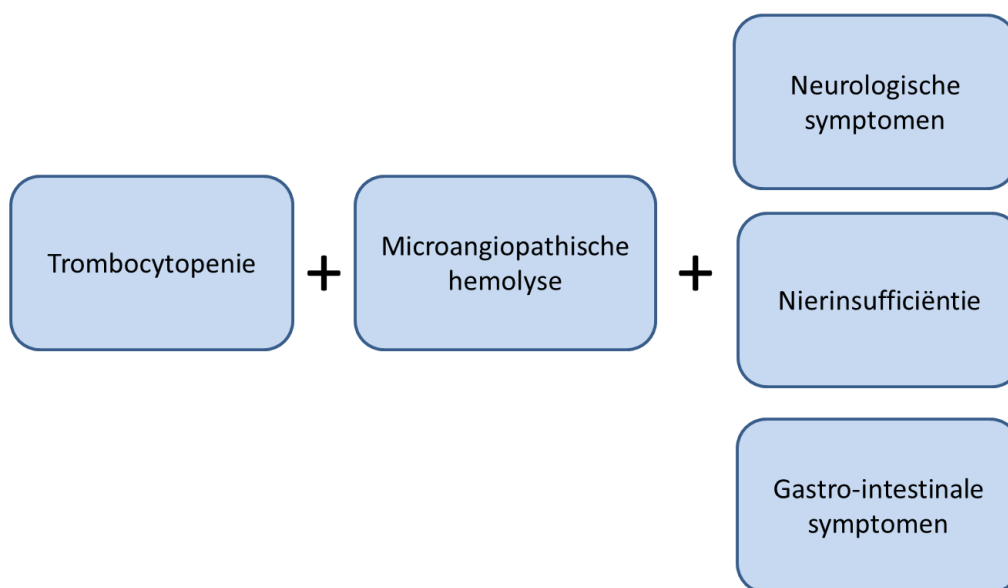 Trombocytopenie
+
Microangiopathische
hemolyse
+
Neurologische
symptomen
Nierinsufficiëntie
Gastro-intestinale
symptomen